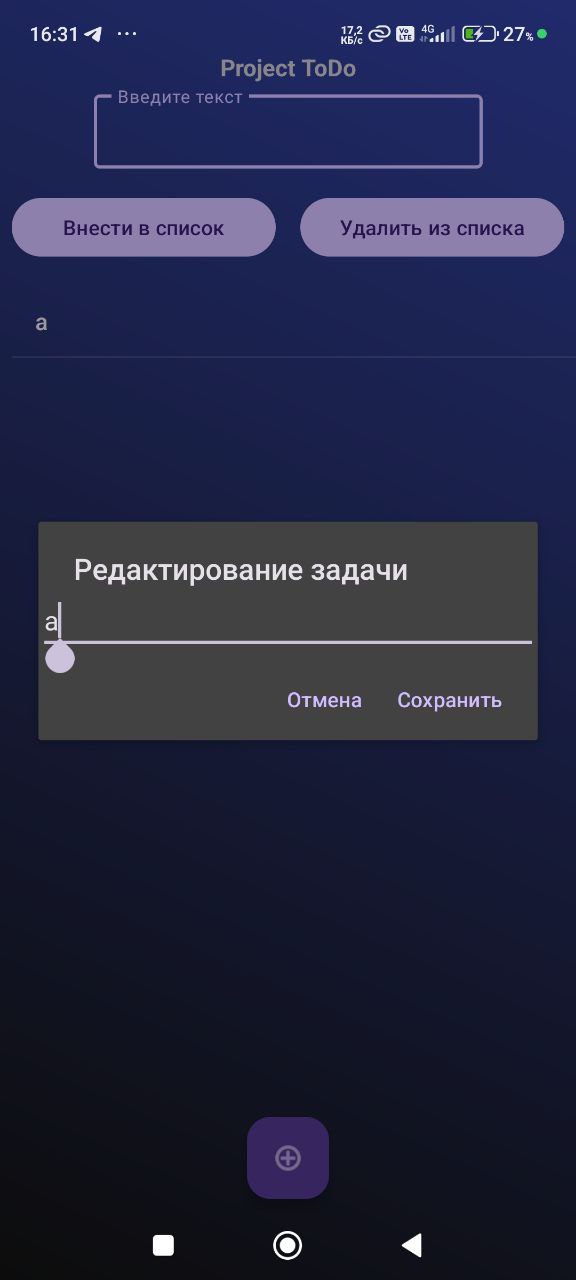 16:31 ... 17,2 КБ/с Vo LTE 4G 27%
Project ToDo
Введите текст
Внести в список Удалить из списка
а
Редактирование задачи
а
Отмена Сохранить